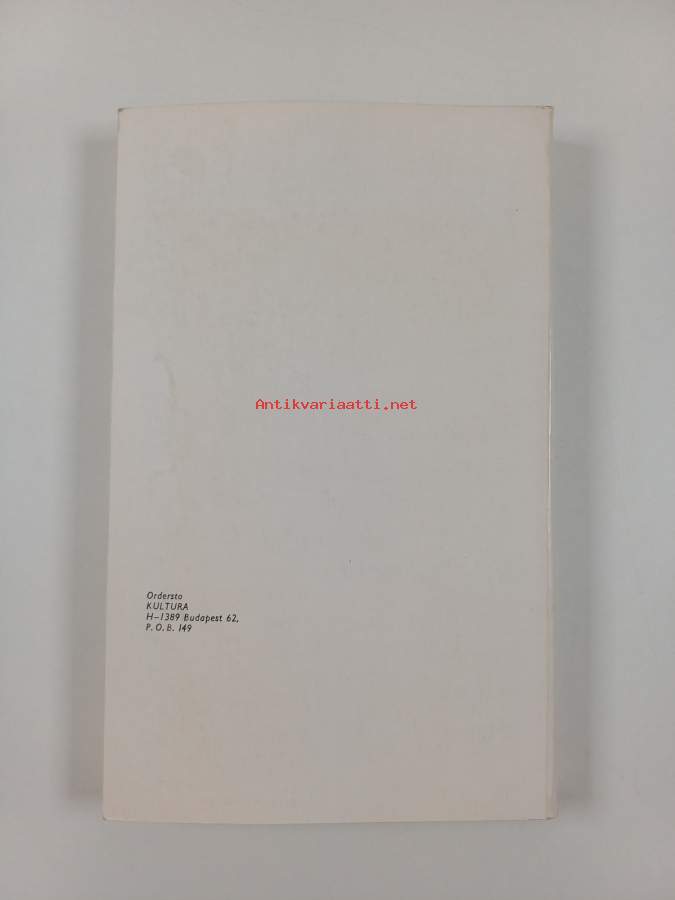 Antikvariaatti.net
Ordersto
KULTURA
H-1389 Budapest 62,
P.O.B. 149